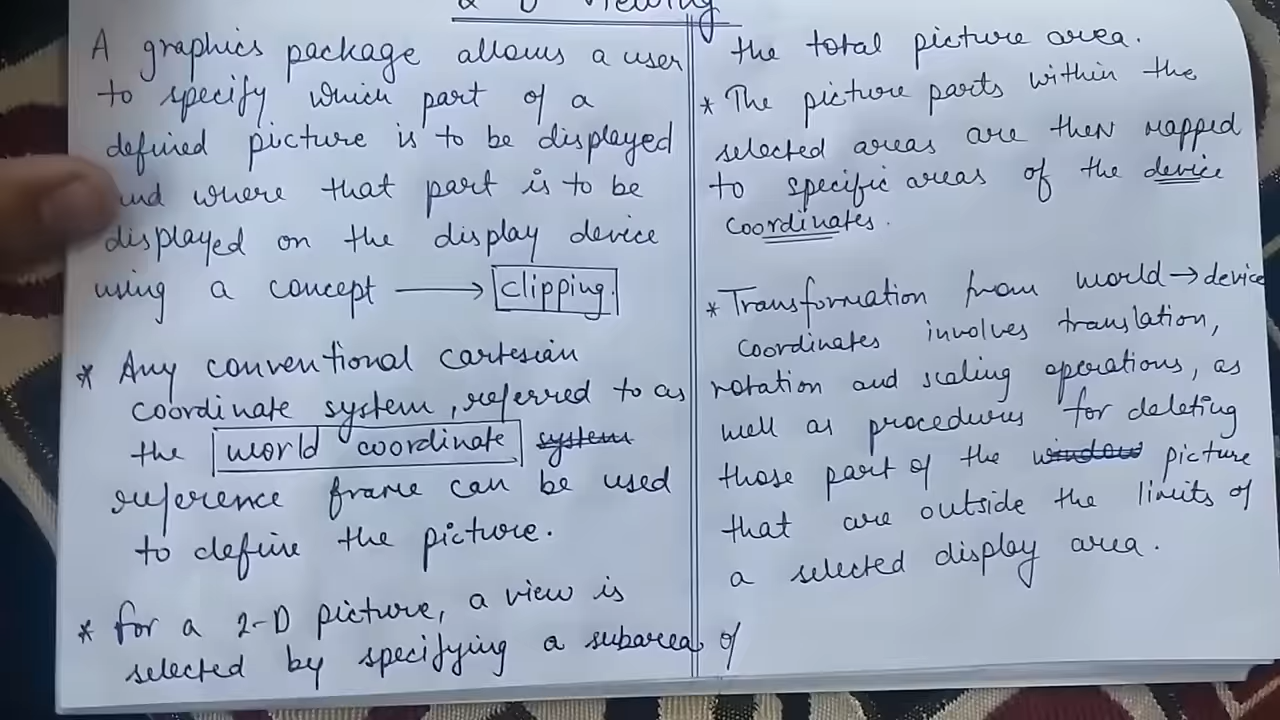 2-D Viewing
A graphics package allows a user
to specify which part of a
defined picture is to be displayed
and where that part is to be
displayed on the display device
using a concept → clipping.
* Any conventional cartesian
coordinate system, referred to as
the world coordinate system
reference frame can be used
to define the picture.
* for a 2-D picture, a view is
selected by specifying a subarea of
the total picture area.
* The picture parts within the
selected areas are then mapped
to specific areas of the device
coordinates.
* Transformation from world → device
coordinates involves translation,
rotation and scaling operations, as
well as procedures for deleting
those part of the window picture
that are outside the limits of
a selected display area.